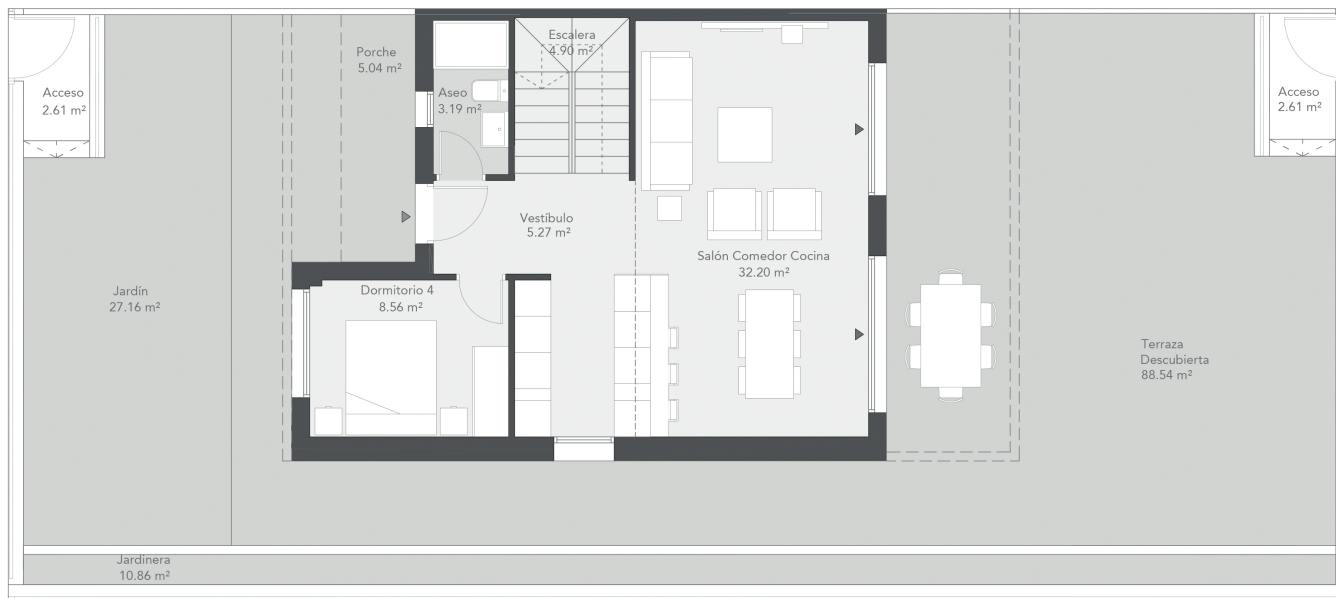 Porche
5.04 m²
Escalera
4.90 m²
Acceso
2.61 m²
Aseo
3.19 m²
Acceso
2.61 m²
Vestíbulo
5.27 m²
Salón Comedor Cocina
32.20 m²
Jardín
27.16 m²
Dormitorio 4
8.56 m²
Terraza
Descubierta
88.54 m²
Jardinera
10.86 m²